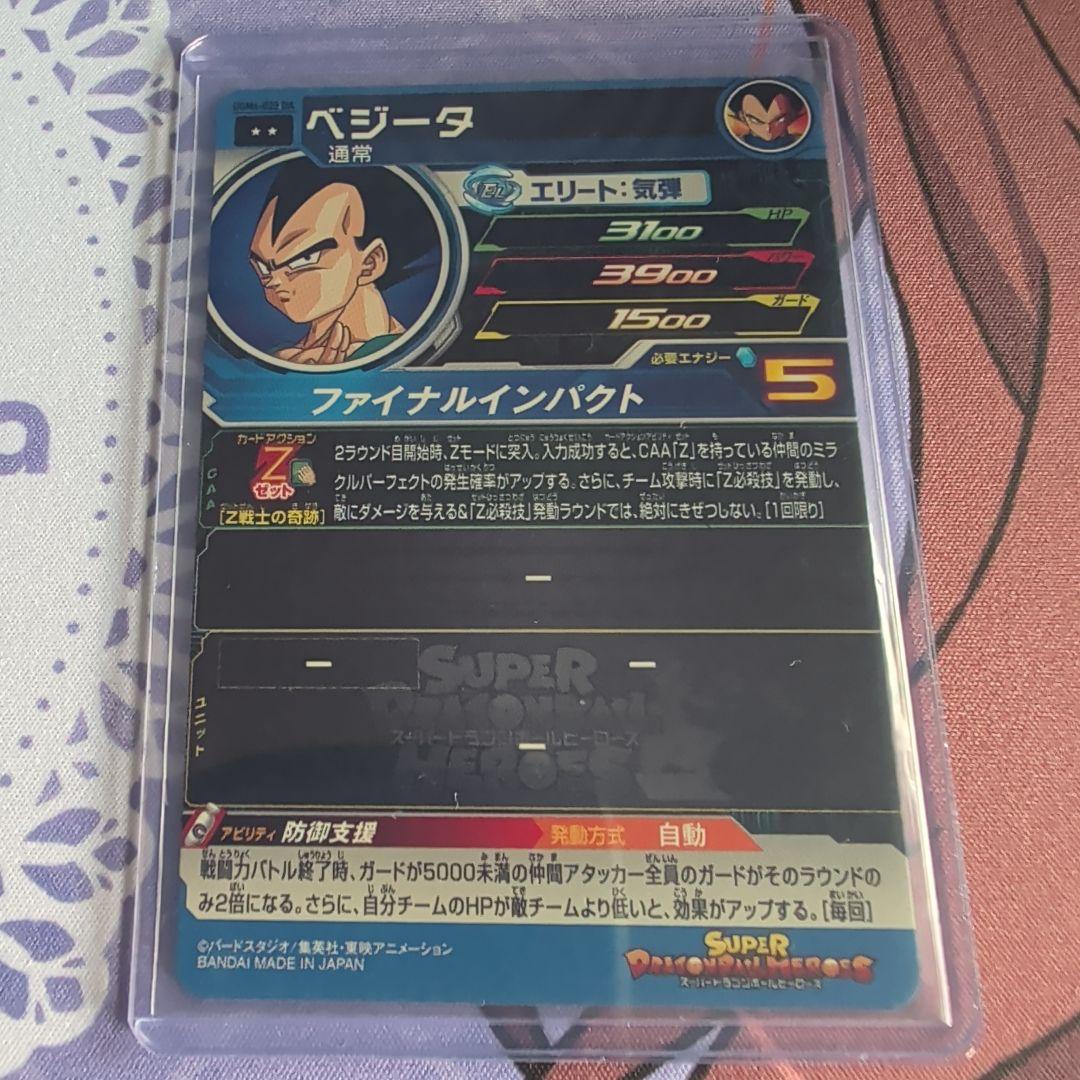 UGM6-022 DA
★★
ベジータ
通常
エリート:気弾
HP
3100
パワー
3900
ガード
1500
必要エナジー
5
ファイナルインパクト
カードアクション
CAA
Z
ゼット
[Z戦士の奇跡]
2ラウンド目開始時、Zモードに突入。入力成功すると、CAA「Z」を持っている仲間のミラ
クルパーフェクトの発生確率がアップする。さらに、チーム攻撃時に「Z必殺技」を発動し、
敵にダメージを与える&「Z必殺技」発動ラウンドでは、絶対にきぜつしない。[1回限り]
ー
ー
ー
ー
ユニット
SUPER
DRAGONBALL
スーパードラゴンボールヒーローズ
HEROES
アビリティ 防御支援 発動方式 自動
戦闘力バトル終了時、ガードが5000未満の仲間アタッカー全員のガードがそのラウンドの
み2倍になる。さらに、自分チームのHPが敵チームより低いと、効果がアップする。[毎回]
©バードスタジオ/集英社・東映アニメーション
BANDAI MADE IN JAPAN
SUPER
DRAGONBALL HEROES
スーパードラゴンボールヒーローズ
a